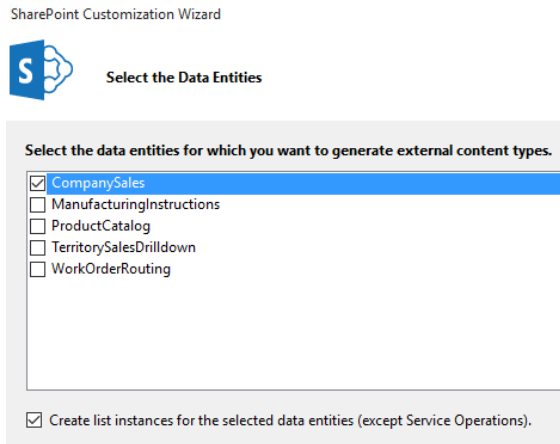 SharePoint Customization Wizard
S
Select the Data Entities
Select the data entities for which you want to generate external content types.
CompanySales
ManufacturingInstructions
ProductCatalog
TerritorySalesDrilldown
WorkOrderRouting
Create list instances for the selected data entities (except Service Operations).